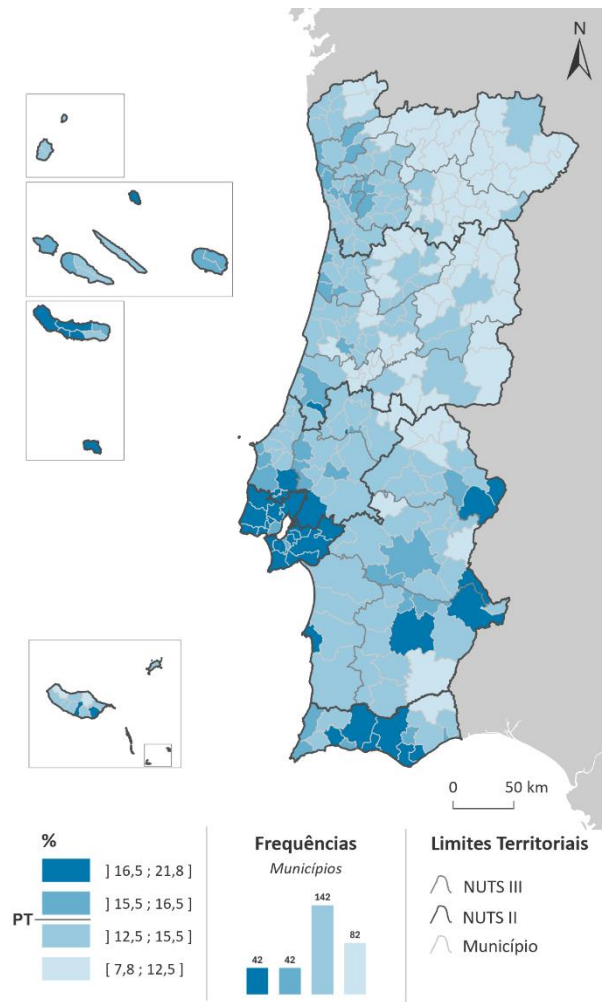 N
0 50 km
%
] 16,5 ; 21,8 ]
] 15,5 ; 16,5 ]
PT
] 12,5 ; 15,5 ]
[ 7,8 ; 12,5 ]
Frequências
Municípios
42
42
142
82
Limites Territoriais
NUTS III
NUTS II
Município